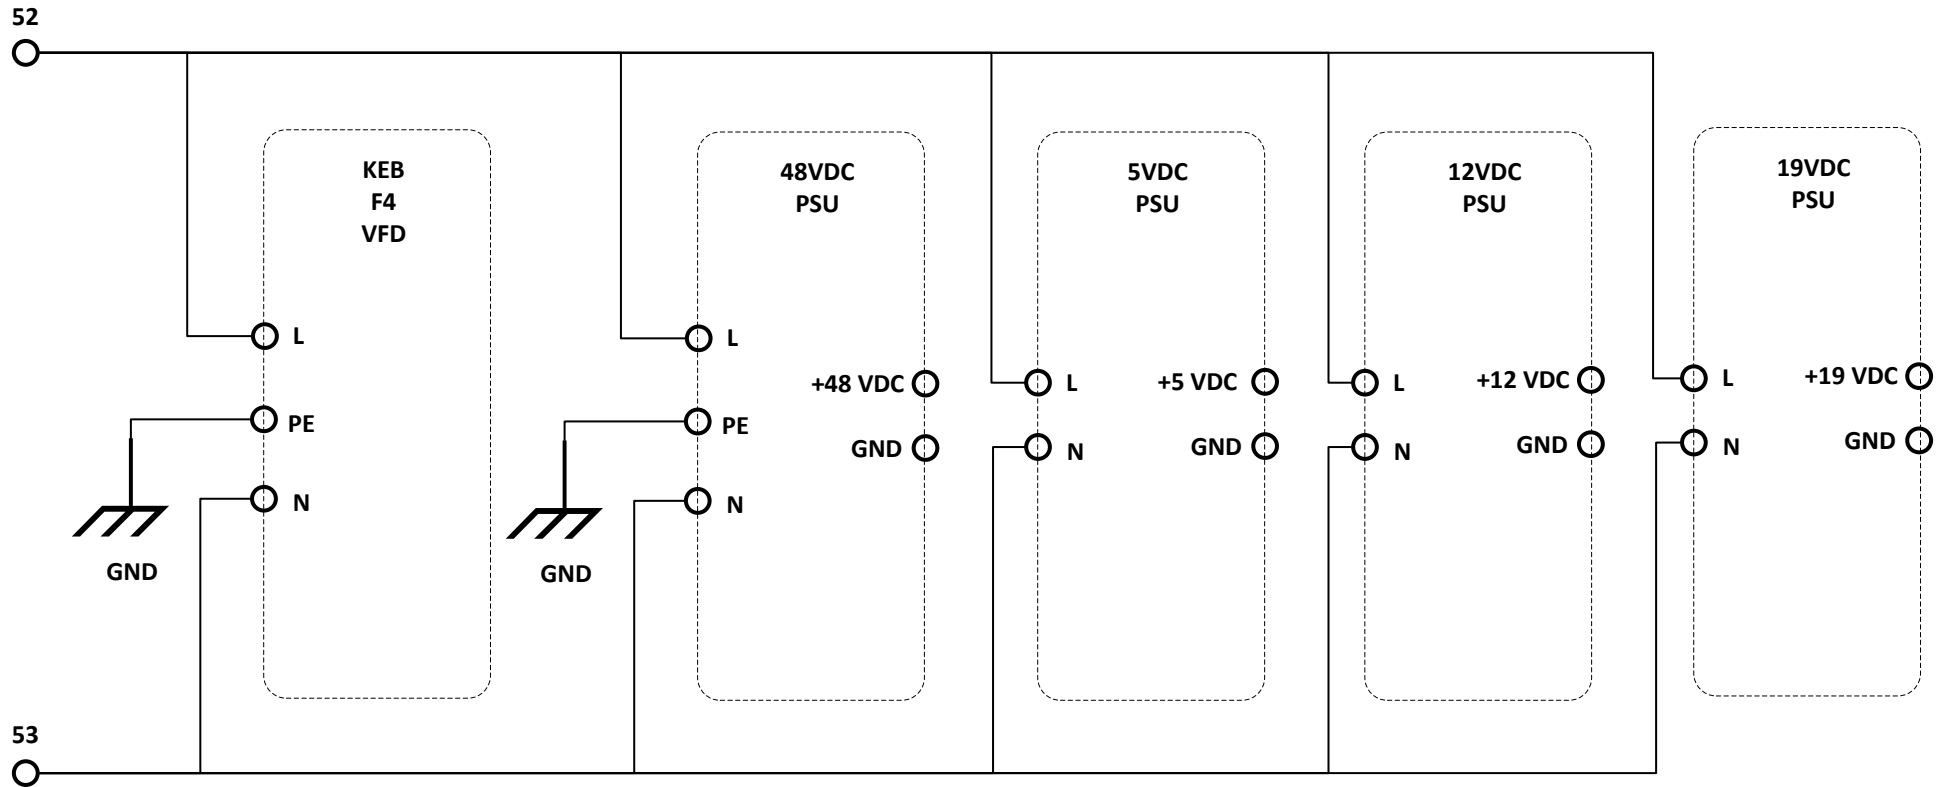 52
KEB
F4
VFD
L
PE
N
GND
48VDC
PSU
L
PE
N
+48 VDC
GND
GND
5VDC
PSU
L
N
+5 VDC
GND
12VDC
PSU
L
N
+12 VDC
GND
19VDC
PSU
L
N
+19 VDC
GND
53